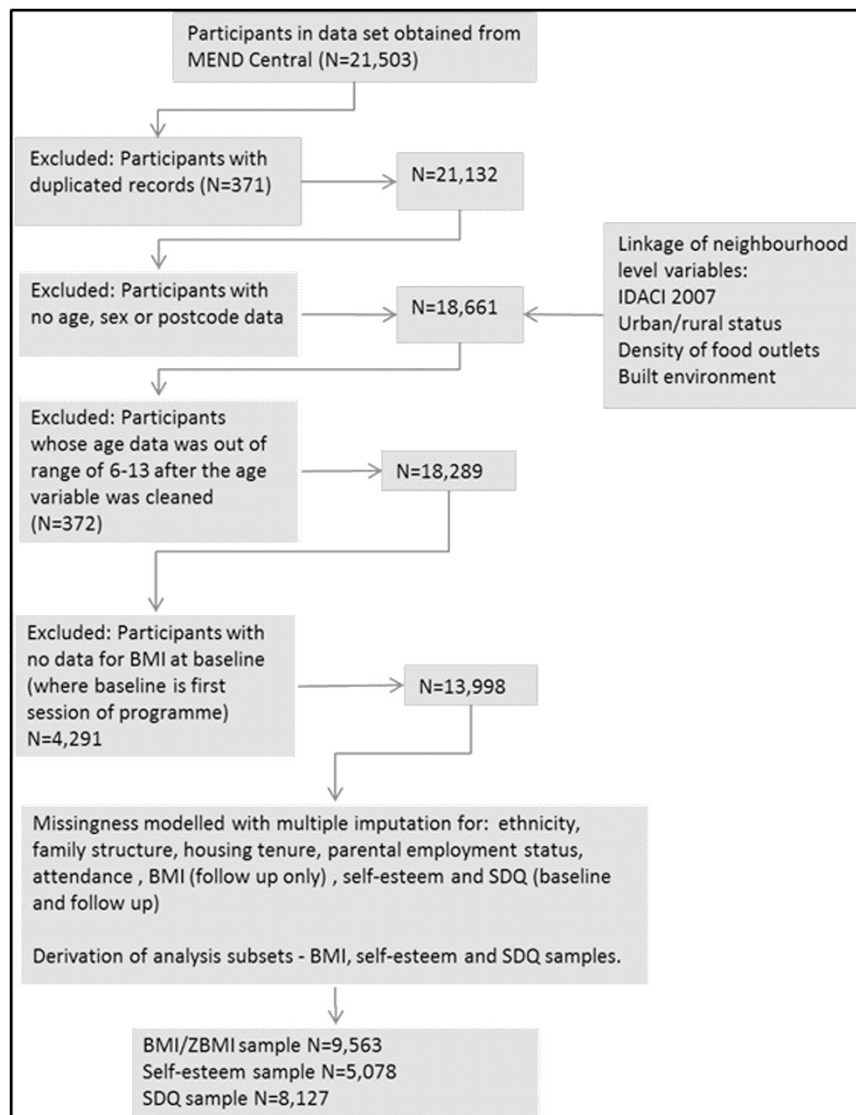 Participants in data set obtained from
MEND Central (N=21,503)
Excluded: Participants with
duplicated records (N=371)
N=21,132
Excluded: Participants with
no age, sex or postcode data
N=18,661
Linkage of neighbourhood
level variables:
IDACI 2007
Urban/rural status
Density of food outlets
Built environment
Excluded: Participants
whose age data was out of
range of 6-13 after the age
variable was cleaned
(N=372)
N=18,289
Excluded: Participants with
no data for BMI at baseline
(where baseline is first
session of programme)
N=4,291
N=13,998
Missingness modelled with multiple imputation for: ethnicity,
family structure, housing tenure, parental employment status,
attendance , BMI (follow up only) , self-esteem and SDQ (baseline
and follow up)
Derivation of analysis subsets - BMI, self-esteem and SDQ samples.
BMI/ZBMI sample N=9,563
Self-esteem sample N=5,078
SDQ sample N=8,127